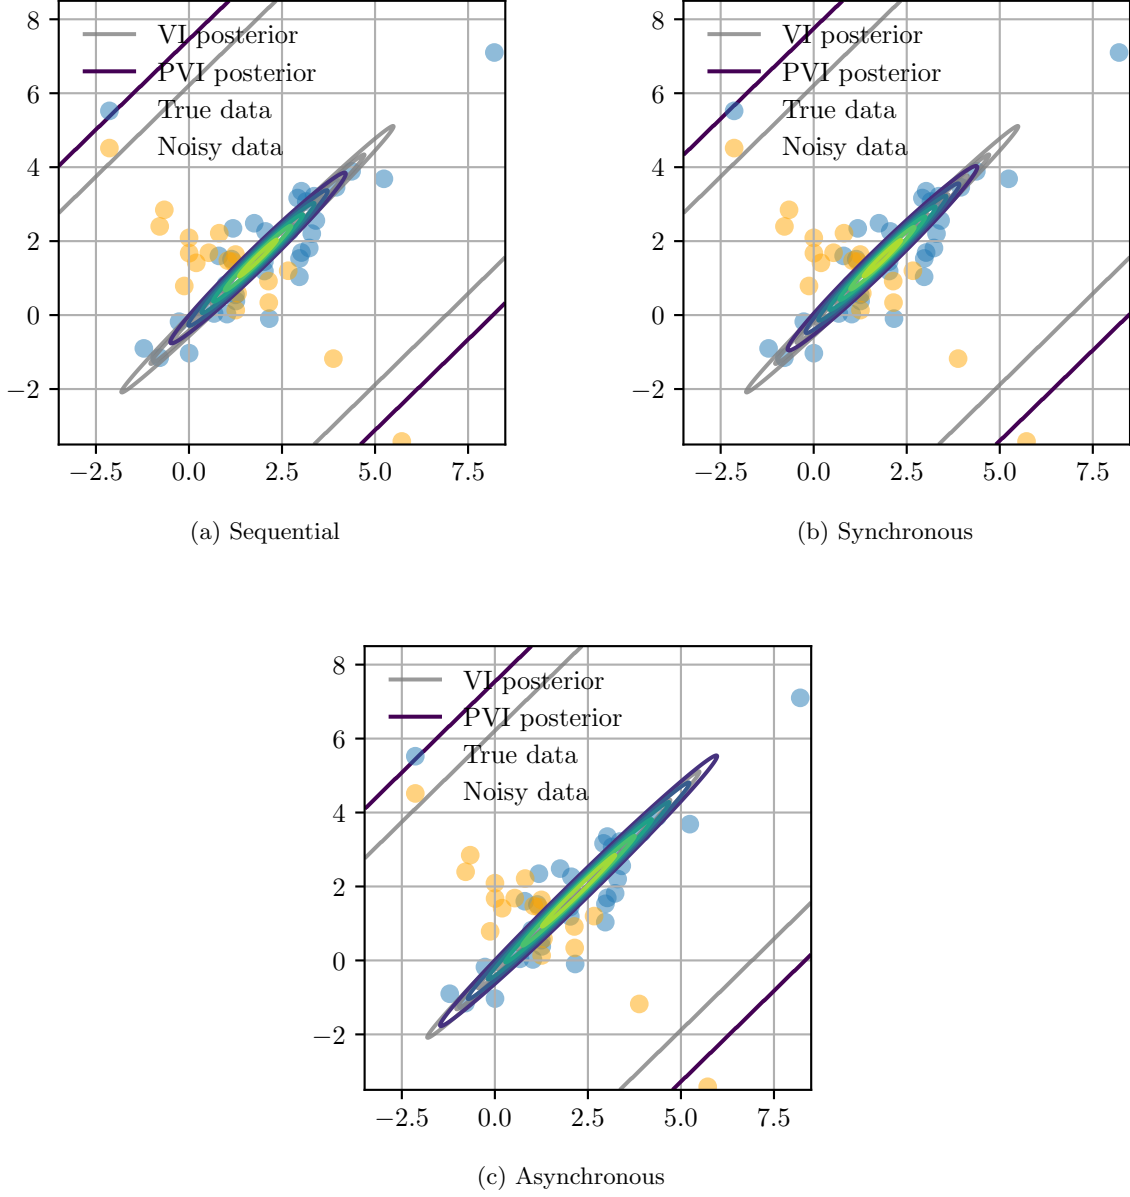 8
6
4
2
0
−2
−2.5 0.0 2.5 5.0 7.5
VI posterior
PVI posterior
True data
Noisy data
(a) Sequential
8
6
4
2
0
−2
−2.5 0.0 2.5 5.0 7.5
VI posterior
PVI posterior
True data
Noisy data
(b) Synchronous
8
6
4
2
0
−2
−2.5 0.0 2.5 5.0 7.5
VI posterior
PVI posterior
True data
Noisy data
(c) Asynchronous